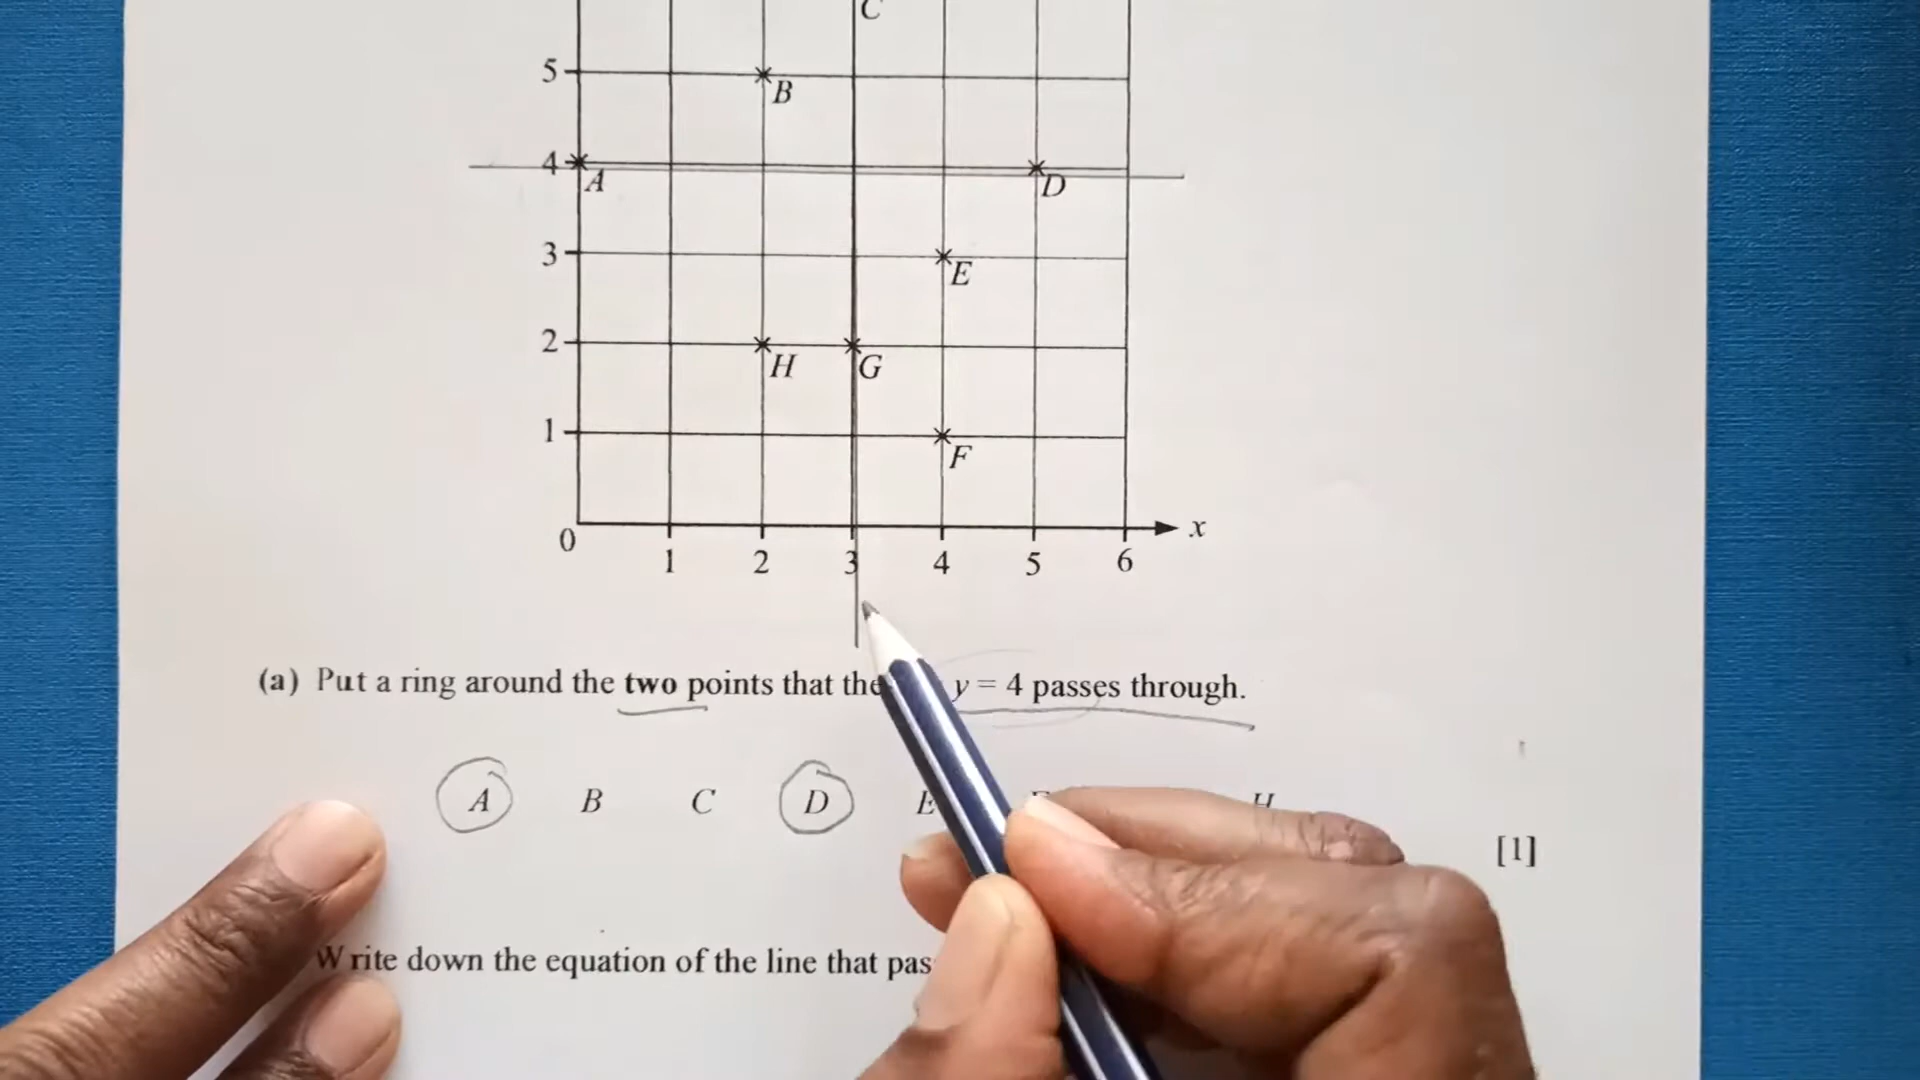 C
5
B
4
A
D
3
E
2
H
G
1
F
0
x
1 2 3 4 5 6
(a) Put a ring around the two points that the y = 4 passes through.
A B C D E H
[1]
Write down the equation of the line that